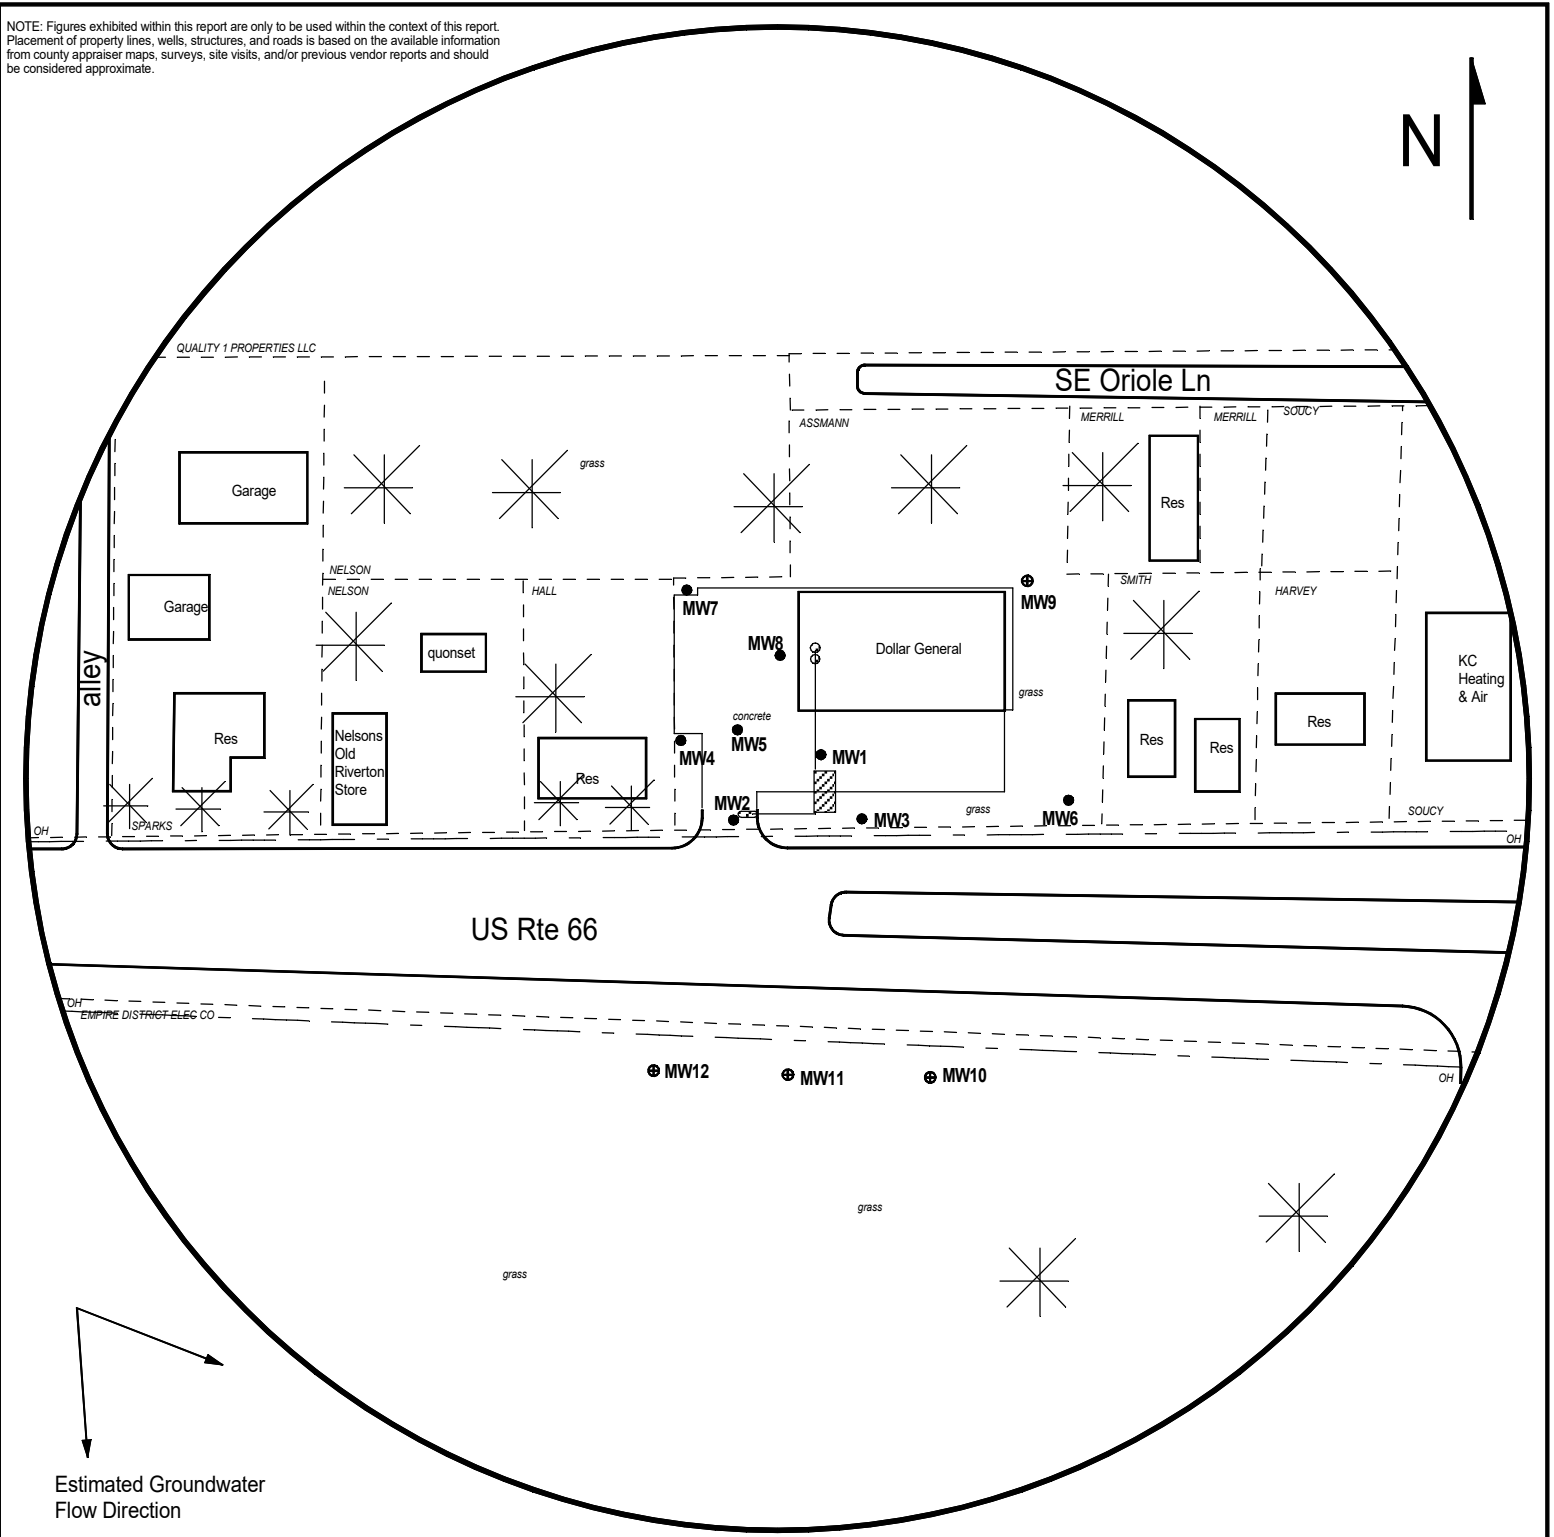 NOTE: Figures exhibited within this report are only to be used within the context of this report.
Placement of property lines, wells, structures, and roads is based on the available information
from county appraiser maps, surveys, site visits, and/or previous vendor reports and should
be considered approximate.
N
QUALITY 1 PROPERTIES LLC
SE Oriole Ln
ASSMANN
MERRILL
MERRILL
SOUCY
grass
Garage
Res
NELSON
NELSON
HALL
SMITH
HARVEY
Garage
MW7
MW9
MW8
Dollar General
quonset
alley
KC
Heating
& Air
grass
concrete
Res
Nelsons
Old
Riverton
Store
MW5
MW4
MW1
Res
Res
Res
Res
MW2
MW3
grass
MW6
SOUCY
OH
SPARKS
OH
US Rte 66
OH
EMPIRE DISTRICT ELEC CO
MW12
MW11
MW10
OH
grass
grass
Estimated Groundwater
Flow Direction